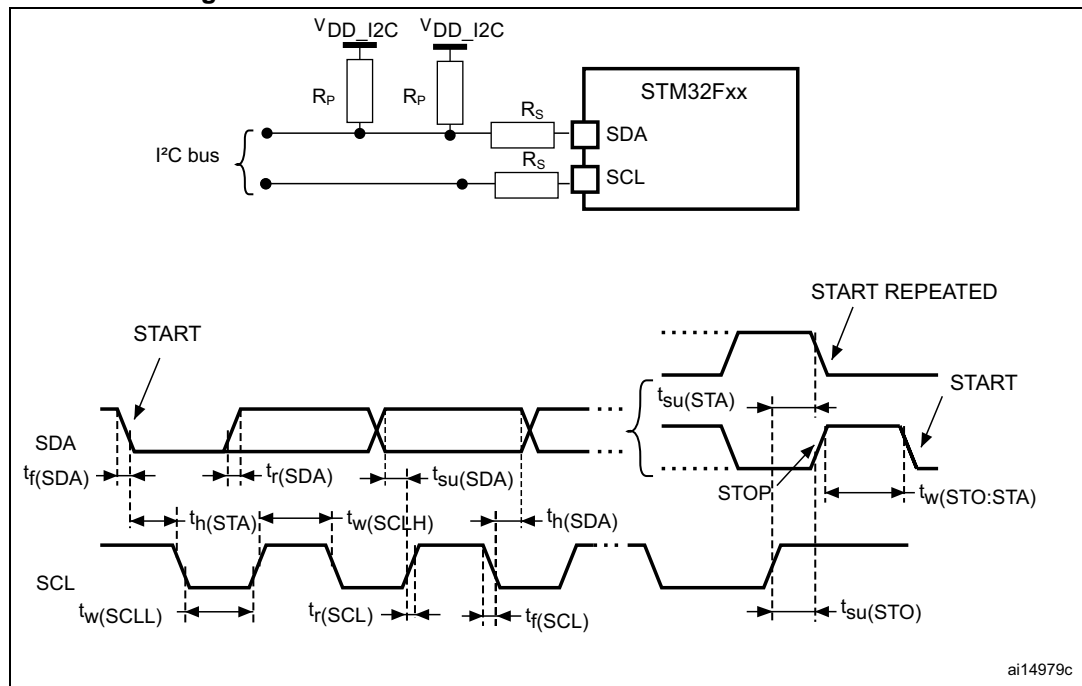 VDD_I2C VDD_I2C
RP RP
STM32Fxx
RS
SDA
I²C bus
RS
SCL
START REPEATED
START
START
tsu(STA)
SDA
tf(SDA) tr(SDA) tsu(SDA)
STOP
tw(STO:STA)
th(STA) tw(SCLH) th(SDA)
SCL
tw(SCLL) tr(SCL) tf(SCL) tsu(STO)
ai14979c